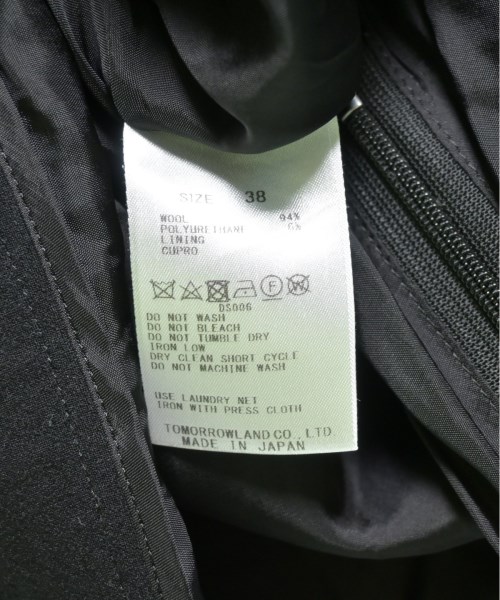 SIZE 38
WOOL 94%
POLYURETHANE 6%
LINING
CUPRO
DS006
DO NOT WASH
DO NOT BLEACH
DO NOT TUMBLE DRY
IRON LOW
DRY CLEAN SHORT CYCLE
DO NOT MACHINE WASH
USE LAUNDRY NET
IRON WITH PRESS CLOTH
TOMORROWLAND CO., LTD.
MADE IN JAPAN